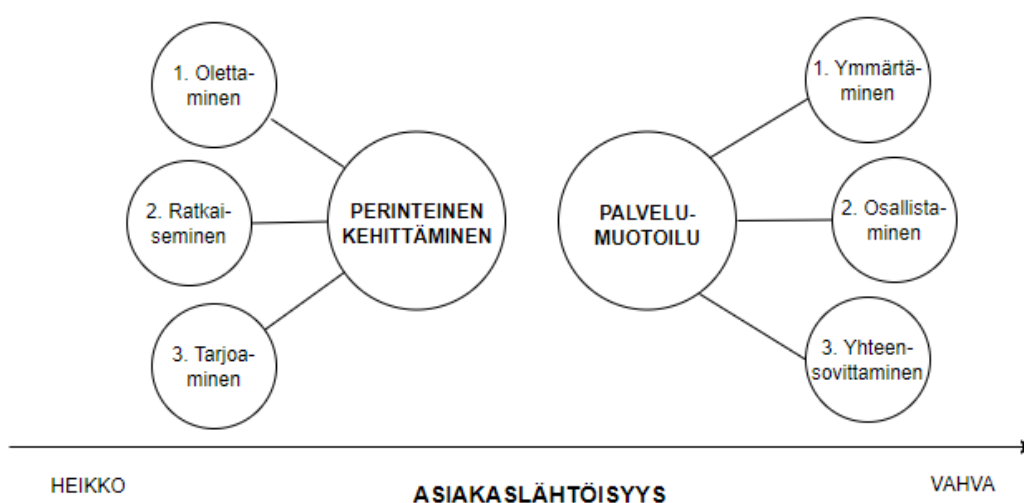 1. Oletta-
minen
2. Ratkai-
seminen
3. Tarjoa-
minen
PERINTEINEN
KEHITTÄMINEN
PALVELU-
MUOTOILU
1. Ymmärtä-
minen
2. Osallista-
minen
3. Yhteen-
sovittaminen
HEIKKO
ASIAKASLÄHTÖISYYS
VAHVA